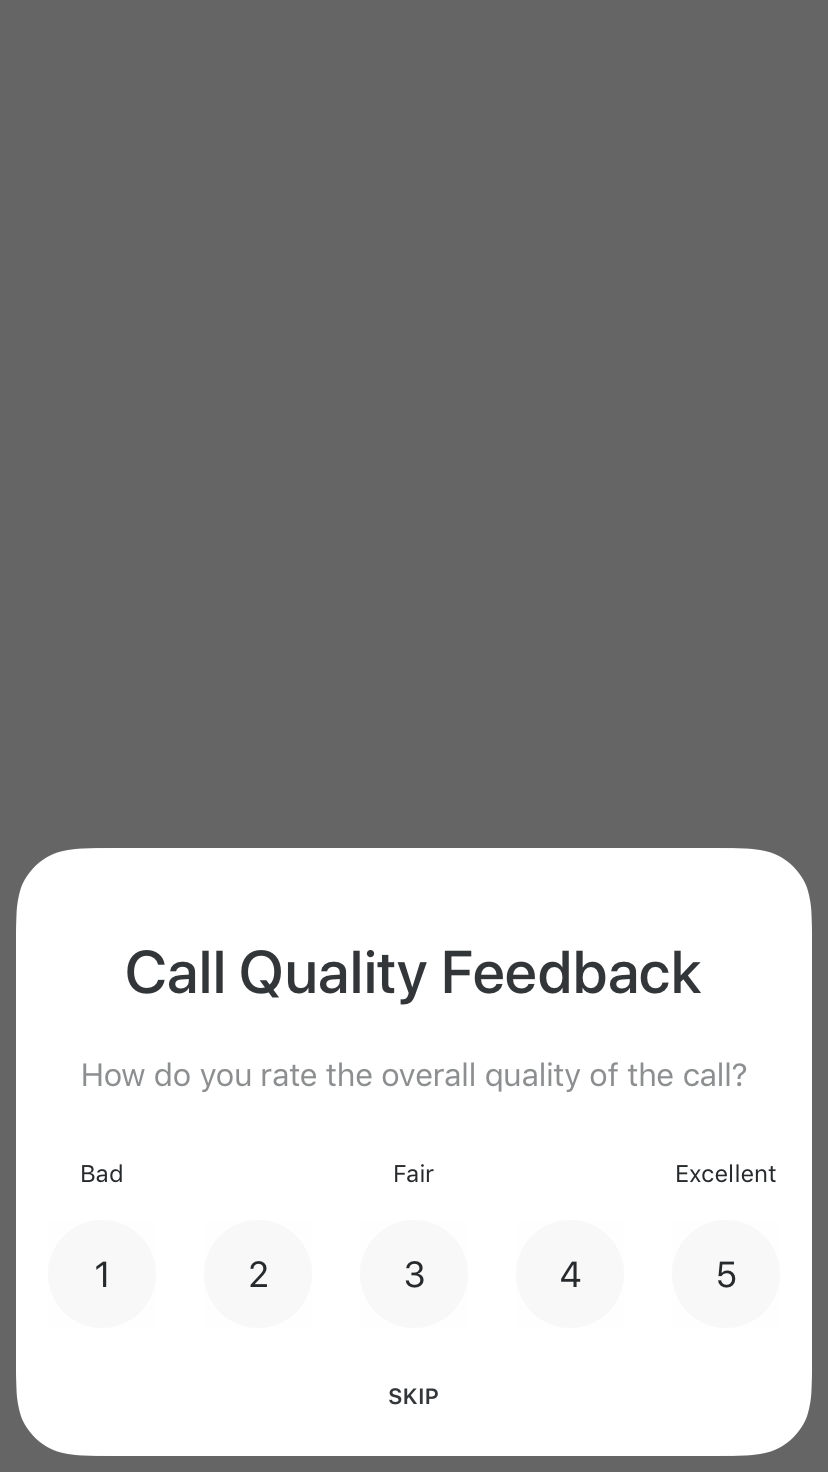 Call Quality Feedback
How do you rate the overall quality of the call?
Bad Fair Excellent
1 2 3 4 5
SKIP